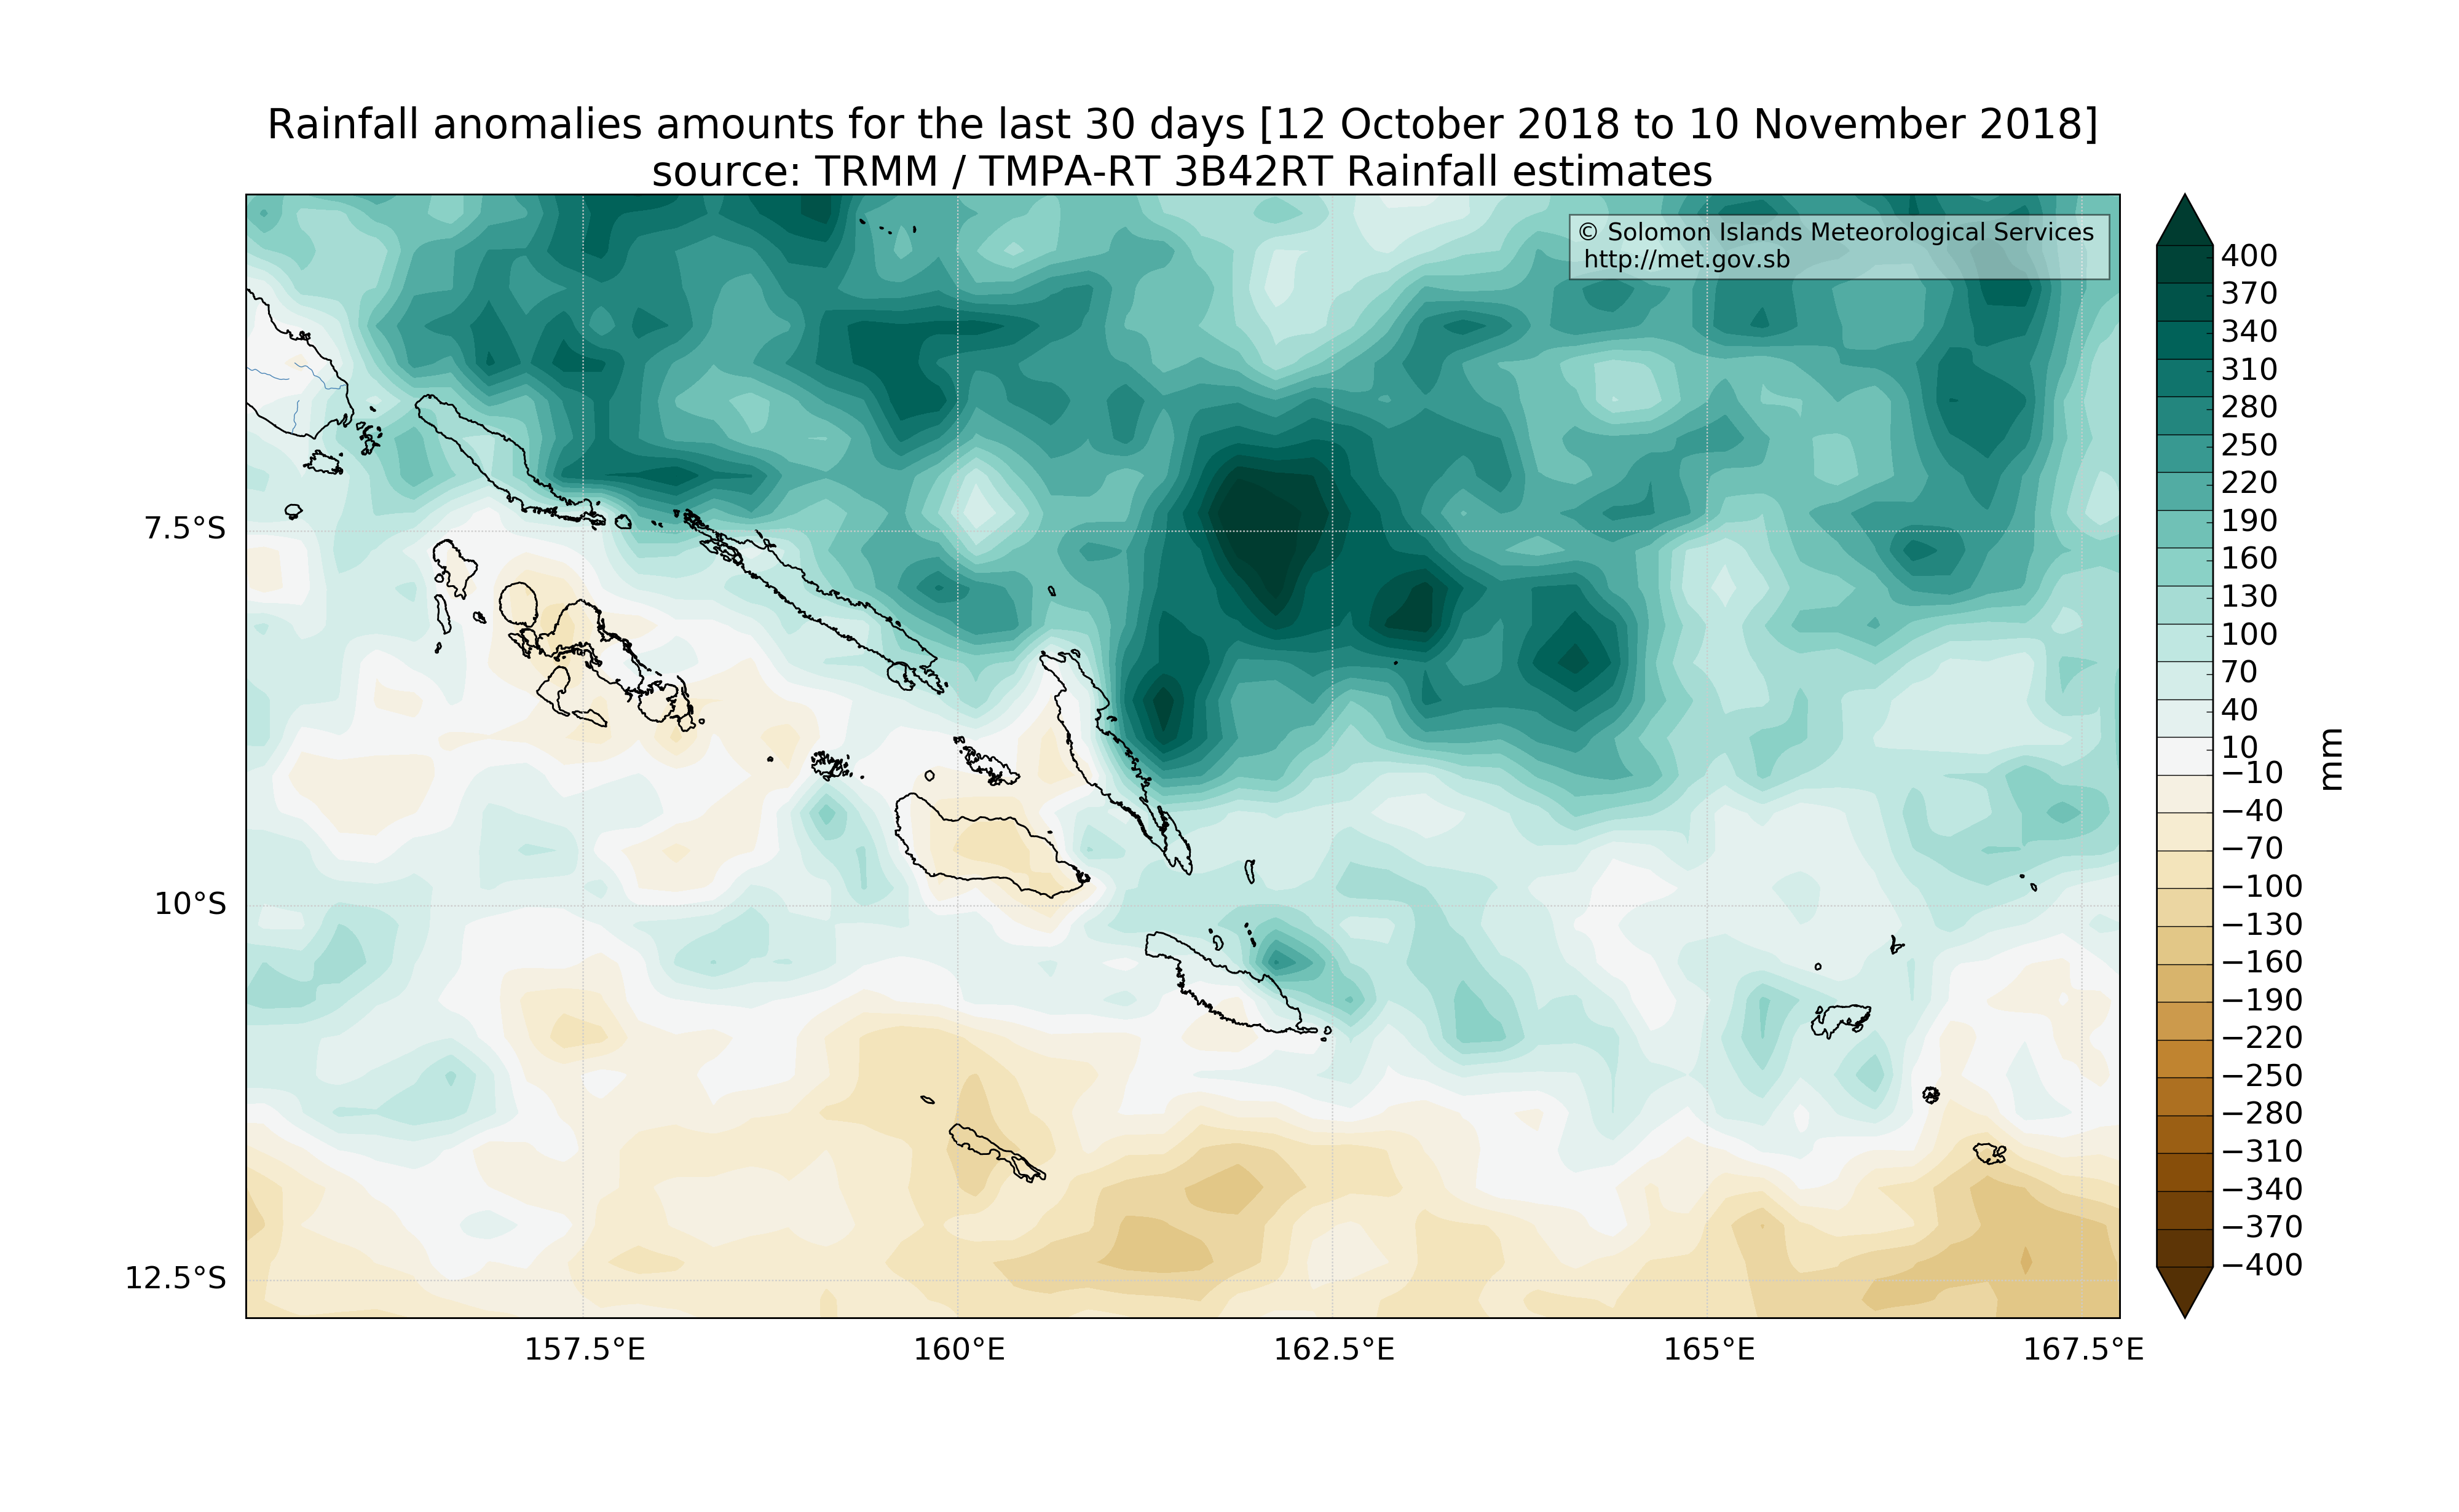 Rainfall anomalies amounts for the last 30 days [12 October 2018 to 10 November 2018]
source: TRMM / TMPA-RT 3B42RT Rainfall estimates
© Solomon Islands Meteorological Services
http://met.gov.sb
7.5°S
10°S
12.5°S
157.5°E
160°E
162.5°E
165°E
167.5°E
400
370
340
310
280
250
220
190
160
130
100
70
40
10
−10
−40
−70
−100
−130
−160
−190
−220
−250
−280
−310
−340
−370
−400
mm